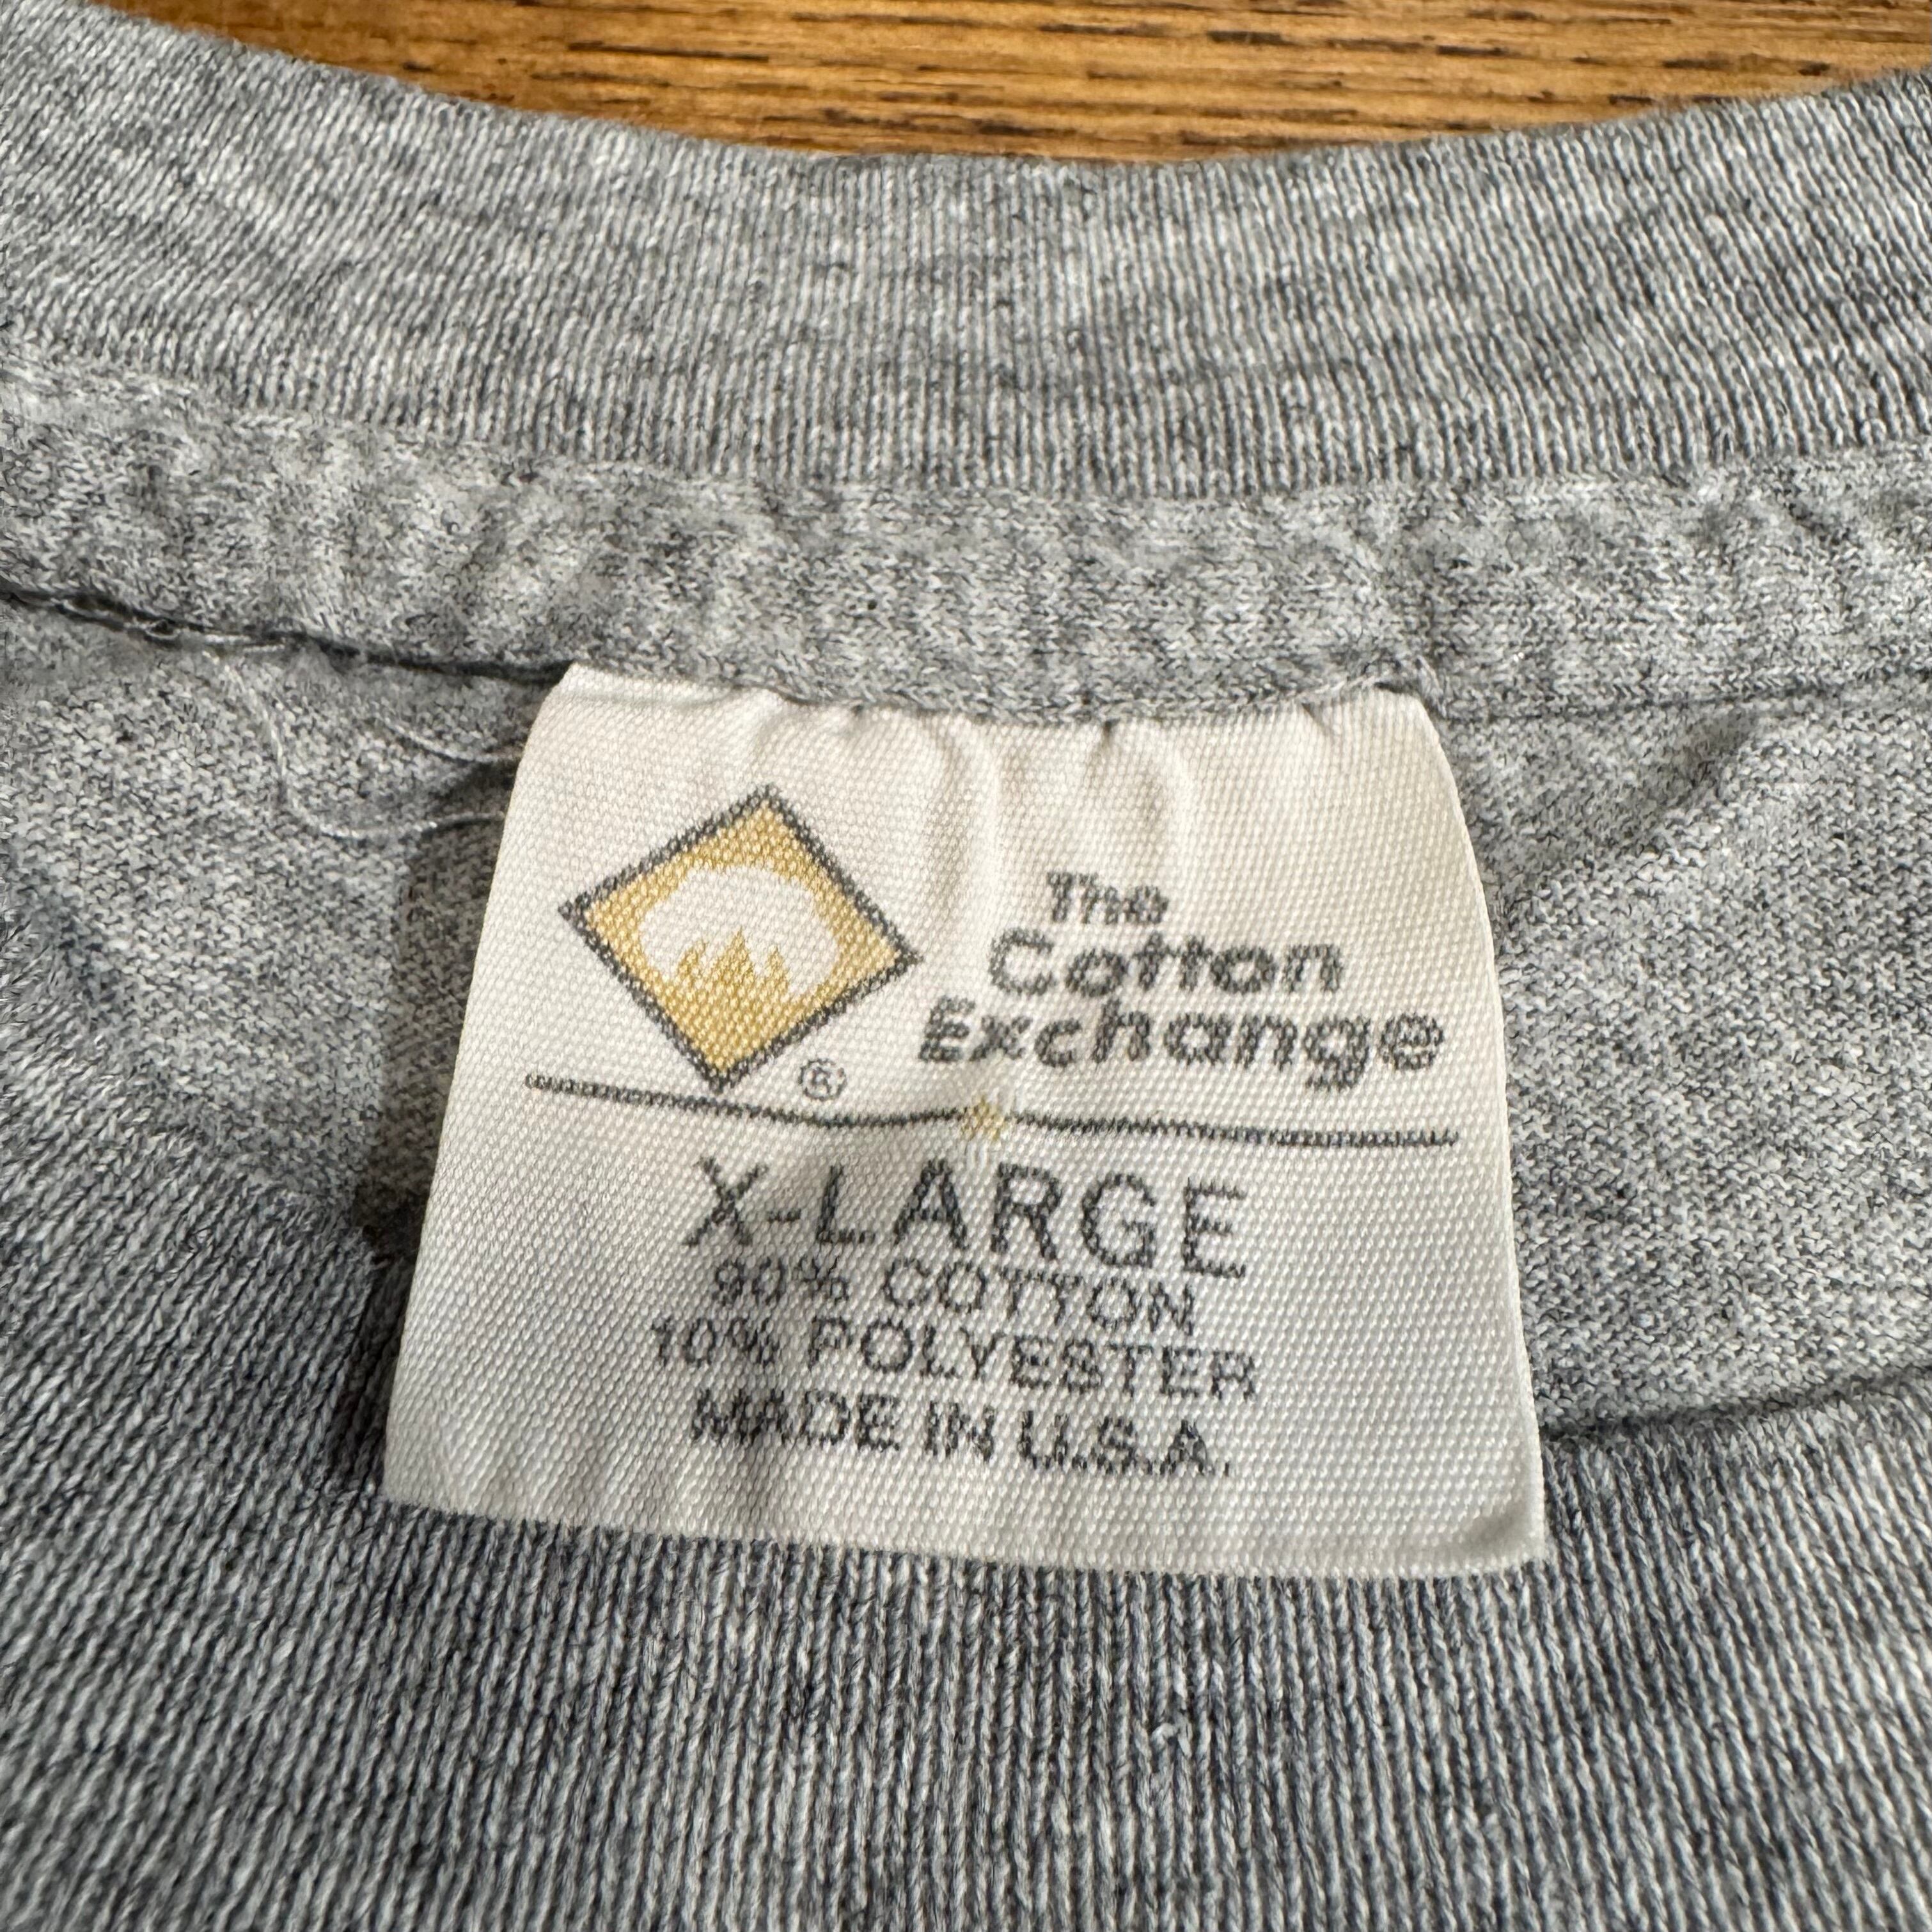 The
Cotton
Exchange
®
X-LARGE
90% COTTON
10% POLYESTER
MADE IN U.S.A.